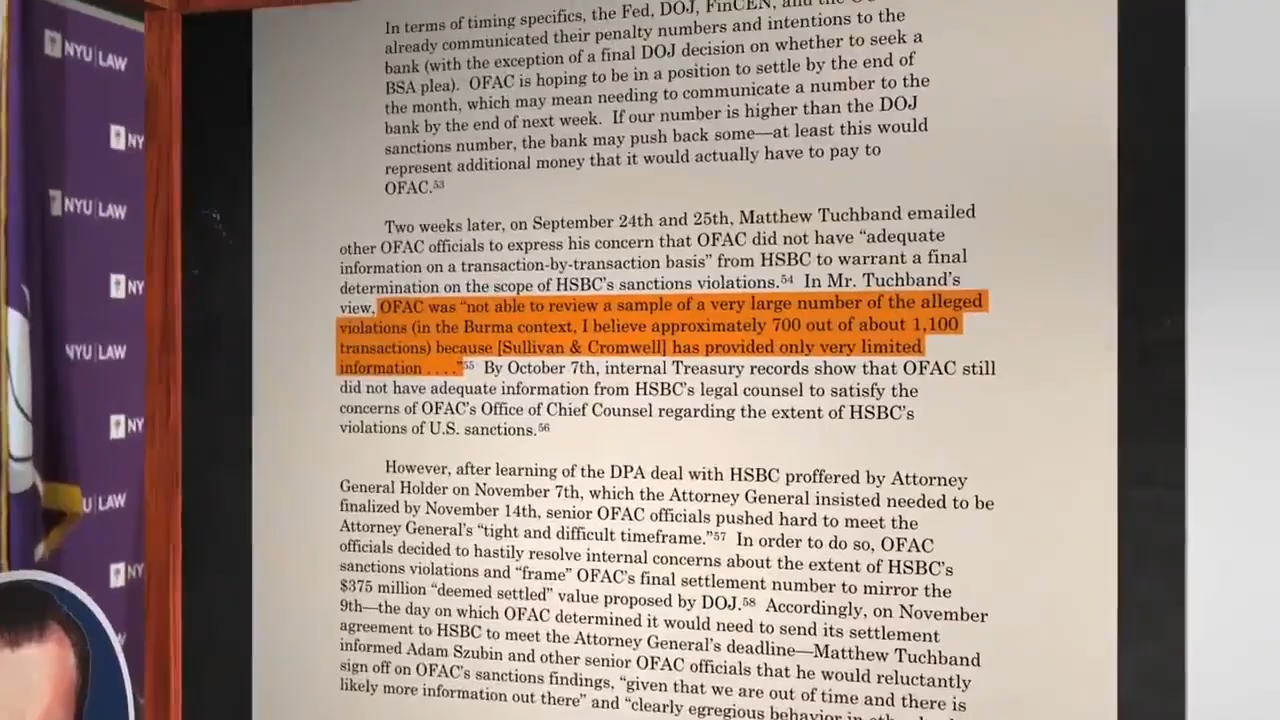 NYU LAW
NY
NYU LAW
NY
NYU LAW
NY
U LAW
NY
In terms of timing specifics, the Fed, DOJ, FinCEN, and the
already communicated their penalty numbers and intentions to the
bank (with the exception of a final DOJ decision on whether to seek a
BSA plea). OFAC is hoping to be in a position to settle by the end of
the month, which may mean needing to communicate a number to the
bank by the end of next week. If our number is higher than the DOJ
sanctions number, the bank may push back some—at least this would
represent additional money that it would actually have to pay to
OFAC.53
Two weeks later, on September 24th and 25th, Matthew Tuchband emailed
other OFAC officials to express his concern that OFAC did not have “adequate
information on a transaction-by-transaction basis” from HSBC to warrant a final
determination on the scope of HSBC’s sanctions violations.54 In Mr. Tuchband’s
view, OFAC was “not able to review a sample of a very large number of the alleged
violations (in the Burma context, I believe approximately 700 out of about 1,100
transactions) because [Sullivan & Cromwell] has provided only very limited
information . . . .”55 By October 7th, internal Treasury records show that OFAC still
did not have adequate information from HSBC’s legal counsel to satisfy the
concerns of OFAC’s Office of Chief Counsel regarding the extent of HSBC’s
violations of U.S. sanctions.56
However, after learning of the DPA deal with HSBC proffered by Attorney
General Holder on November 7th, which the Attorney General insisted needed to be
finalized by November 14th, senior OFAC officials pushed hard to meet the
Attorney General’s “tight and difficult timeframe.”57 In order to do so, OFAC
officials decided to hastily resolve internal concerns about the extent of HSBC’s
sanctions violations and “frame” OFAC’s final settlement number to mirror the
$375 million “deemed settled” value proposed by DOJ.58 Accordingly, on November
9th—the day on which OFAC determined it would need to send its settlement
agreement to HSBC to meet the Attorney General’s deadline—Matthew Tuchband
informed Adam Szubin and other senior OFAC officials that he would reluctantly
sign off on OFAC’s sanctions findings, “given that we are out of time and there is
likely more information out there” and “clearly egregious behavior in